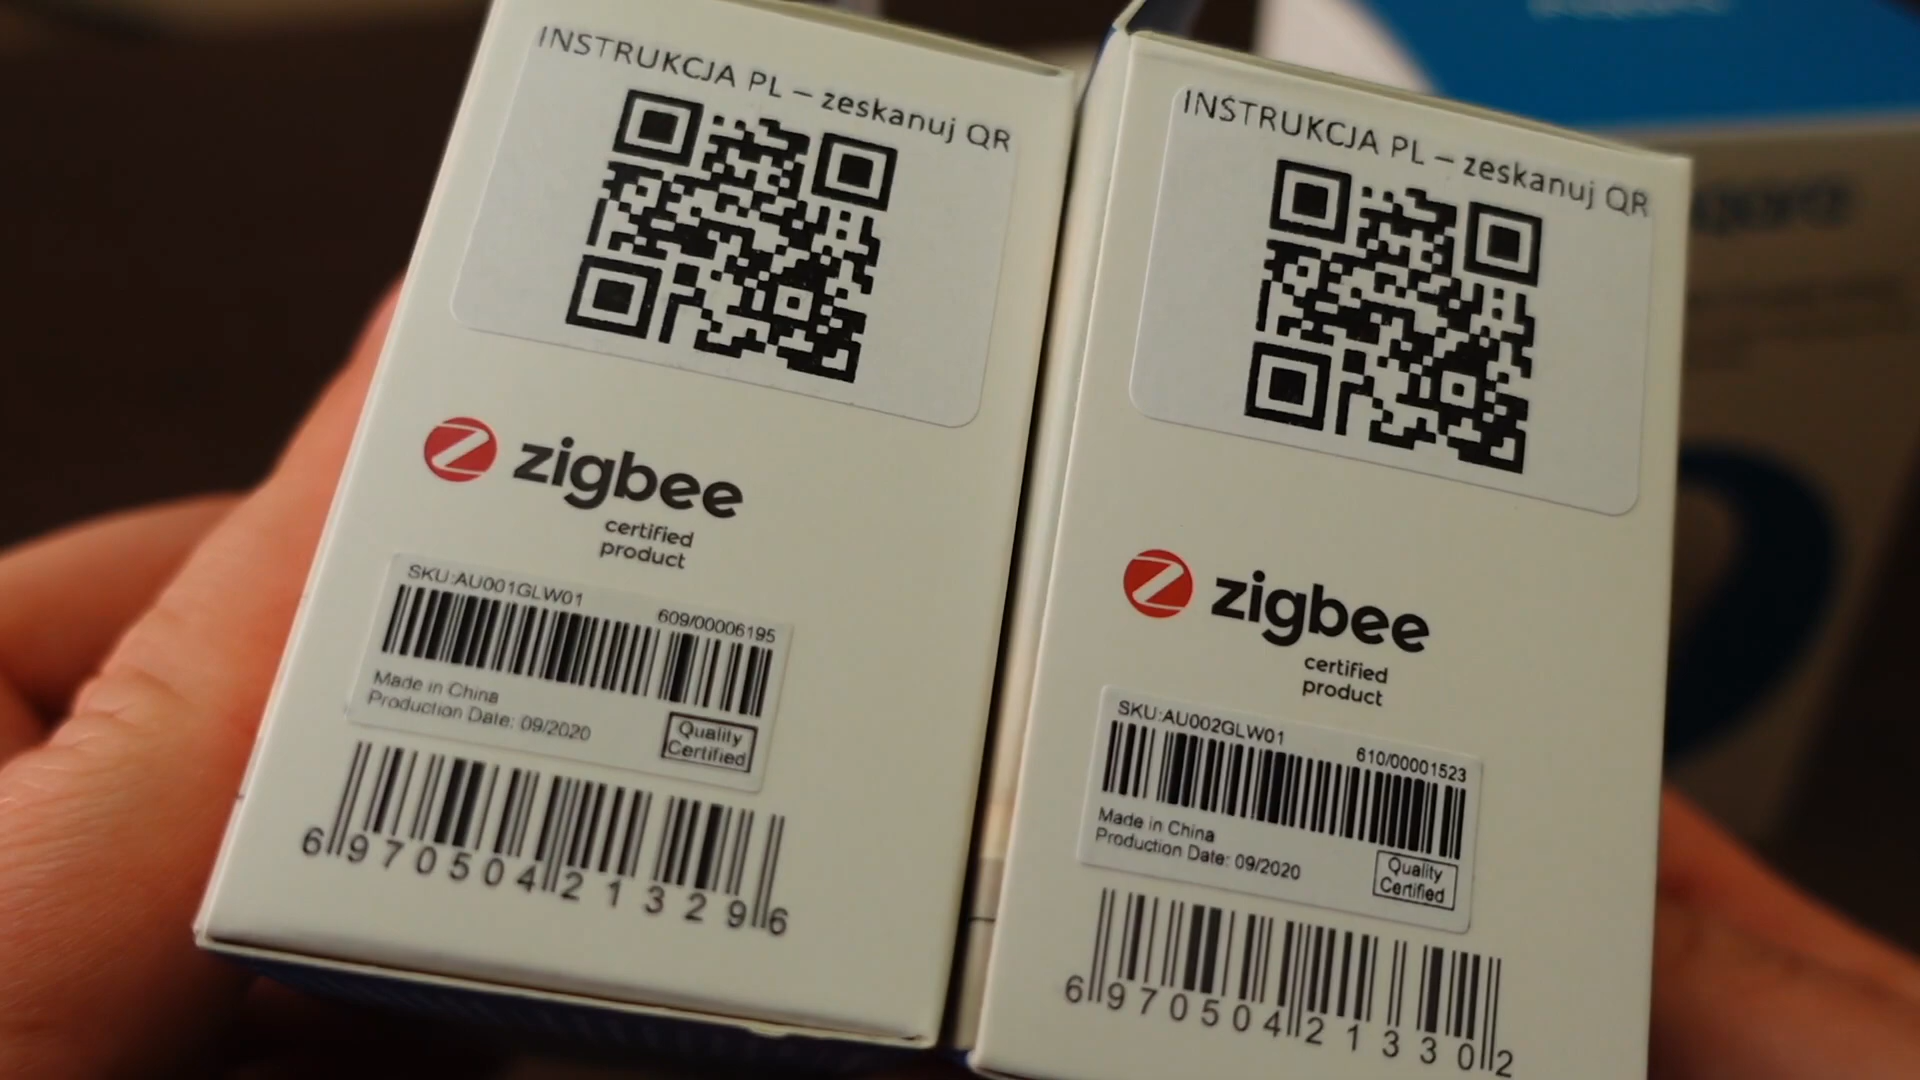 INSTRUKCJA PL – zeskanuj QR
zigbee
certified
product
SKU:AU001GLW01
609/00006195
Made in China
Production Date: 09/2020
Quality
Certified
6970504213296
INSTRUKCJA PL – zeskanuj QR
zigbee
certified
product
SKU:AU002GLW01
610/00001523
Made in China
Production Date: 09/2020
Quality
Certified
6970504213302